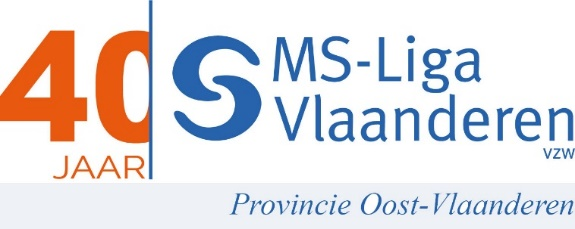 40
JAAR
MS-Liga
Vlaanderen
vzw
Provincie Oost-Vlaanderen